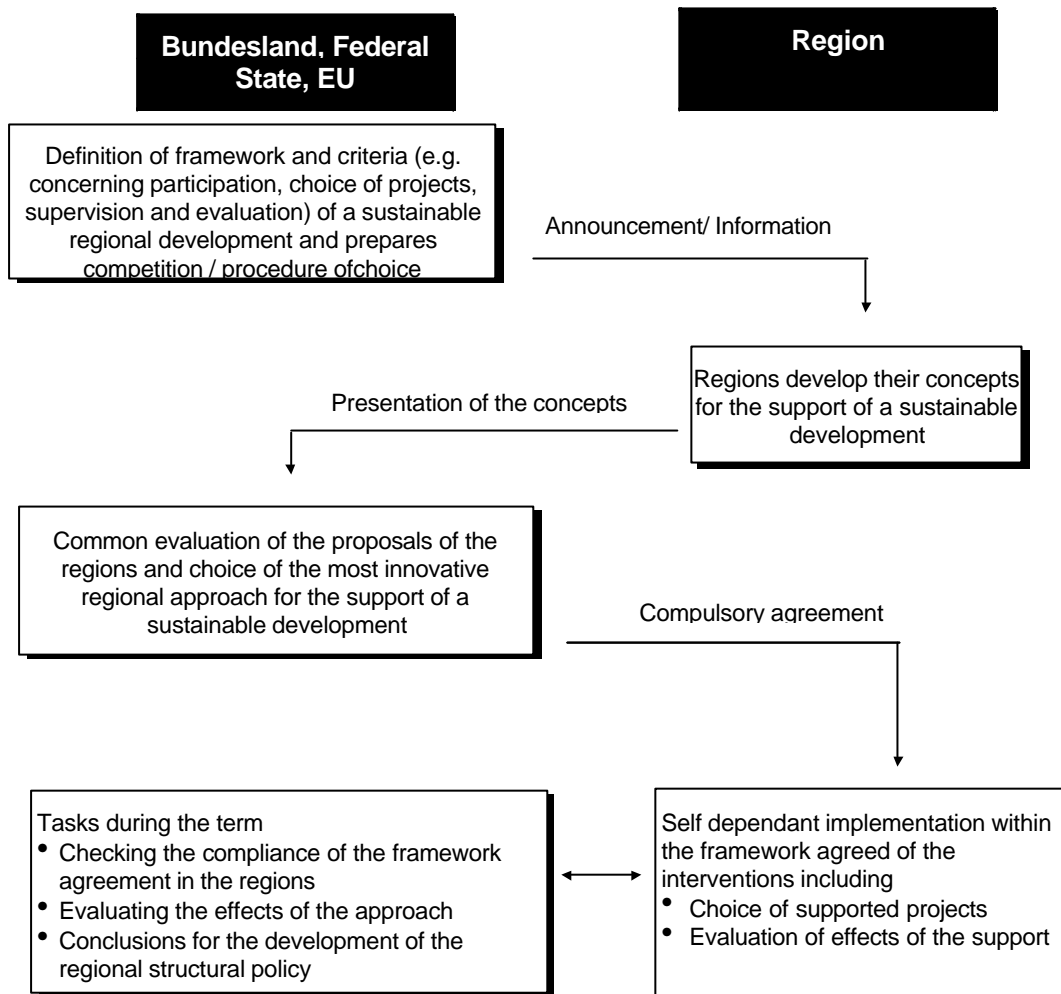 Bundesland, Federal
State, EU
Region
Definition of framework and criteria (e.g.
concerning participation, choice of projects,
supervision and evaluation) of a sustainable
regional development and prepares
competition / procedure ofchoice
Announcement/ Information
Regions develop their concepts
for the support of a sustainable
development
Presentation of the concepts
Common evaluation of the proposals of the
regions and choice of the most innovative
regional approach for the support of a
sustainable development
Compulsory agreement
Tasks during the term
• Checking the compliance of the framework
agreement in the regions
• Evaluating the effects of the approach
• Conclusions for the development of the
regional structural policy
Self dependant implementation within
the framework agreed of the
interventions including
• Choice of supported projects
• Evaluation of effects of the support